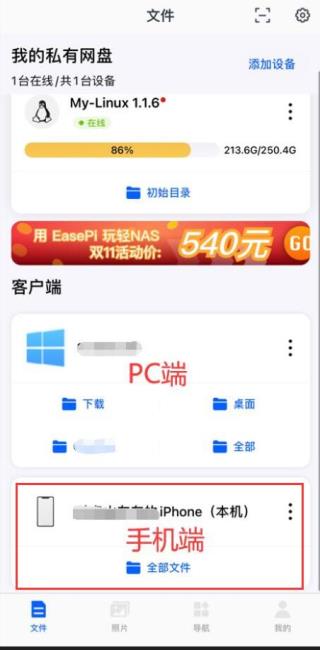 文件
我的私有网盘
1台在线/共1台设备
添加设备
My-Linux 1.1.6
在线
86%
213.6G/250.4G
初始目录
用 EasePi 玩轻NAS
双11活动价:
540元
GO
客户端
PC端
下载
桌面
全部
iPhone（本机）
手机端
全部文件
文件
照片
导航
我的